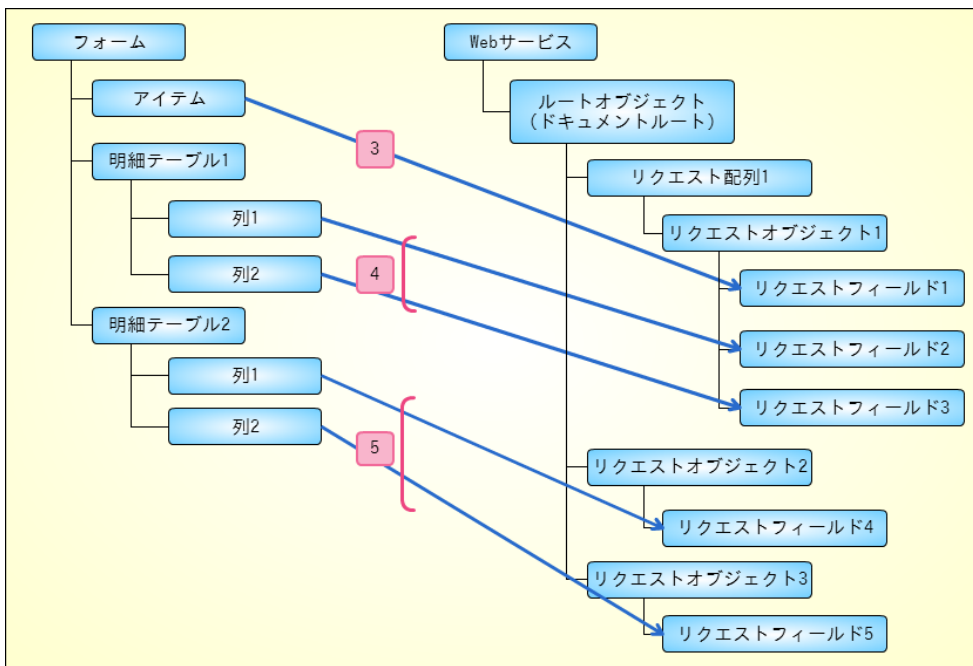 フォーム
アイテム
明細テーブル1
列1
列2
明細テーブル2
列1
列2
3
4
5
Webサービス
ルートオブジェクト
(ドキュメントルート)
リクエスト配列1
リクエストオブジェクト1
リクエストフィールド1
リクエストフィールド2
リクエストフィールド3
リクエストオブジェクト2
リクエストフィールド4
リクエストオブジェクト3
リクエストフィールド5